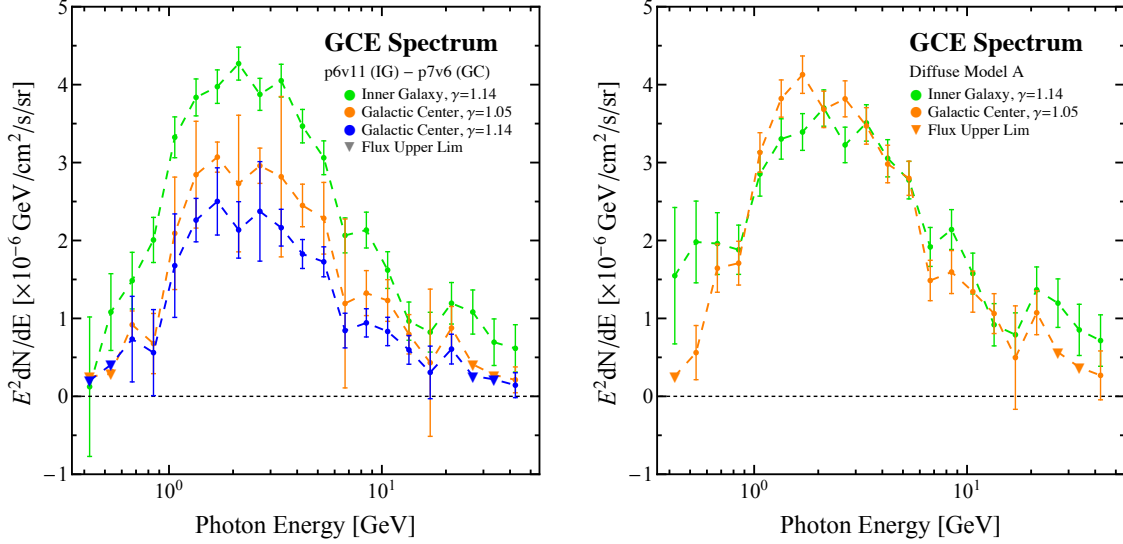 GCE Spectrum
p6v11 (IG) − p7v6 (GC)
Inner Galaxy, γ=1.14
Galactic Center, γ=1.05
Galactic Center, γ=1.14
Flux Upper Lim
E²dN/dE [×10⁻⁶ GeV/cm²/s/sr]
5
4
3
2
1
0
−1
10⁰
10¹
Photon Energy [GeV]
GCE Spectrum
Diffuse Model A
Inner Galaxy, γ=1.14
Galactic Center, γ=1.05
Flux Upper Lim
E²dN/dE [×10⁻⁶ GeV/cm²/s/sr]
5
4
3
2
1
0
−1
10⁰
10¹
Photon Energy [GeV]